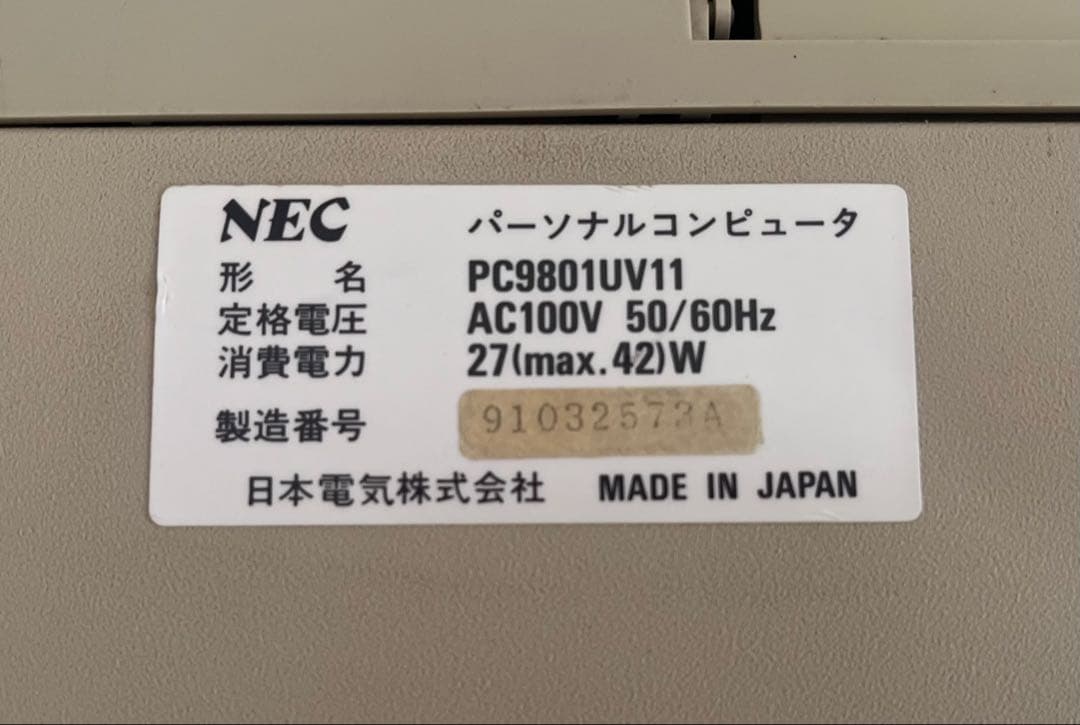 NEC パーソナルコンピュータ
形 名 PC9801UV11
定格電圧 AC100V 50/60Hz
消費電力 27(max.42)W
製造番号 91032573A
日本電気株式会社 MADE IN JAPAN